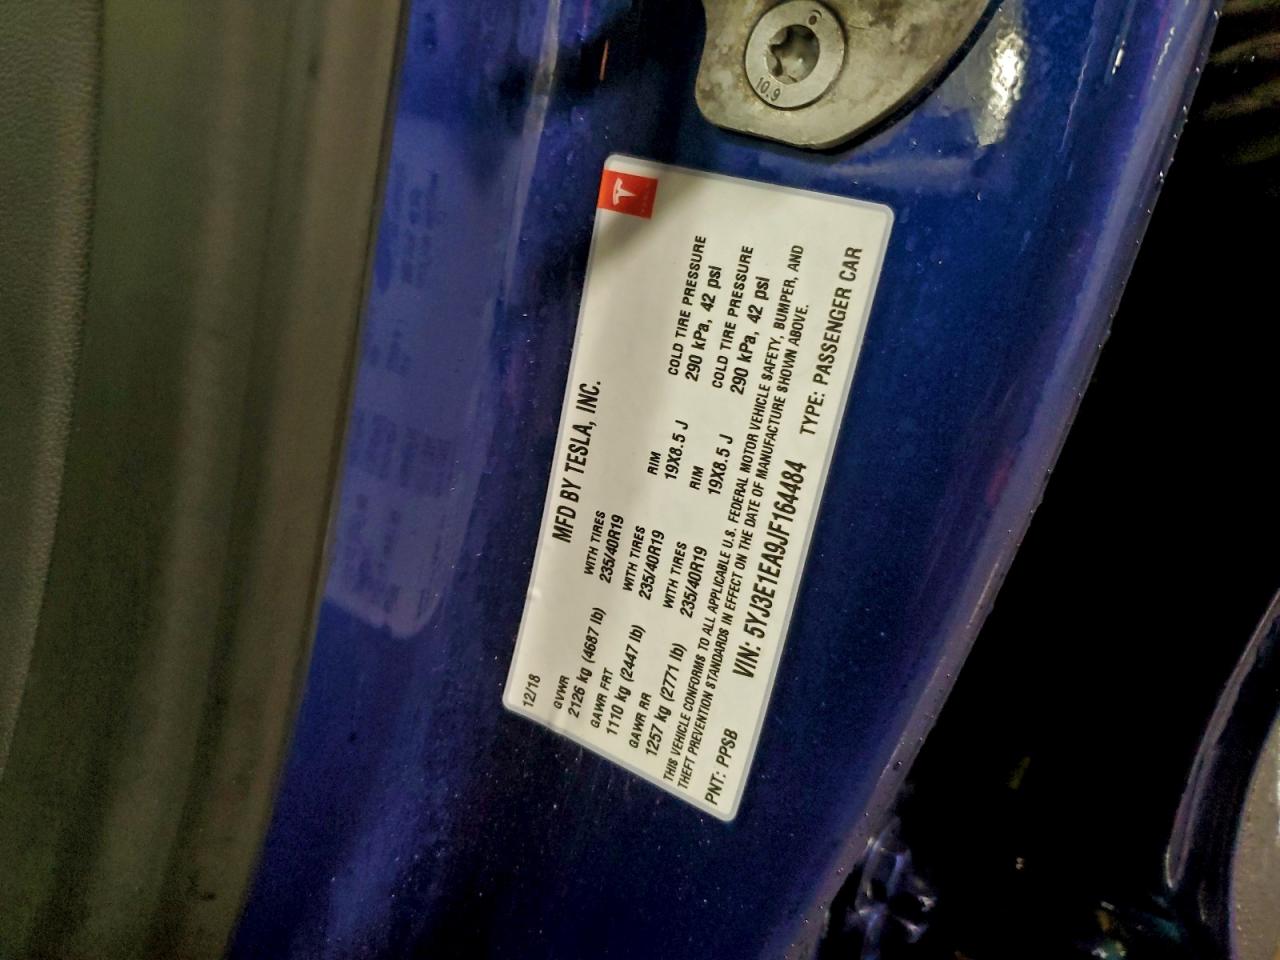 10.9
12/18
MFD BY TESLA, INC.
GVWR
2126 kg (4687 lb)
WITH TIRES
235/40R19
GAWR FRT
1110 kg (2447 lb)
WITH TIRES
235/40R19
RIM
19X8.5 J
COLD TIRE PRESSURE
290 kPa, 42 psi
GAWR RR
1257 kg (2771 lb)
WITH TIRES
235/40R19
RIM
19X8.5 J
COLD TIRE PRESSURE
290 kPa, 42 psi
THIS VEHICLE CONFORMS TO ALL APPLICABLE U.S. FEDERAL MOTOR VEHICLE SAFETY, BUMPER, AND
THEFT PREVENTION STANDARDS IN EFFECT ON THE DATE OF MANUFACTURE SHOWN ABOVE.
VIN: 5YJ3E1EA9JF164484 TYPE: PASSENGER CAR
PNT: PPSB